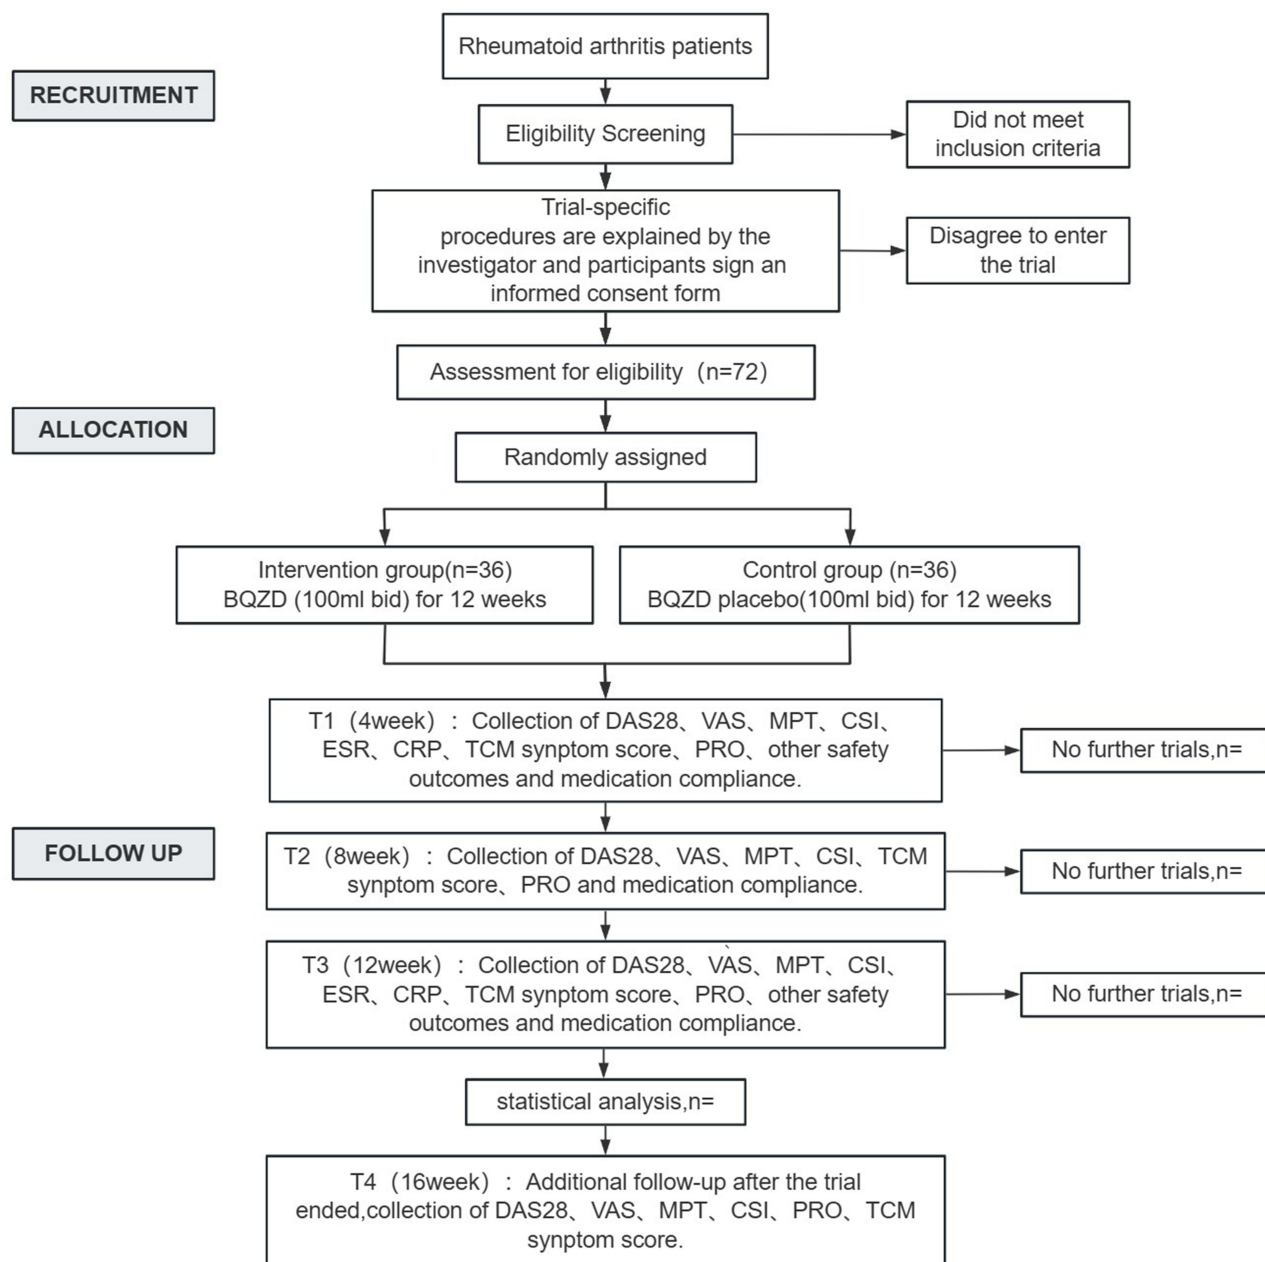 Rheumatoid arthritis patients
RECRUITMENT
Eligibility Screening
Did not meet
inclusion criteria
Trial-specific
procedures are explained by the
investigator and participants sign an
informed consent form
Disagree to enter
the trial
Assessment for eligibility（n=72）
ALLOCATION
Randomly assigned
Intervention group(n=36)
BQZD (100ml bid) for 12 weeks
Control group (n=36)
BQZD placebo(100ml bid) for 12 weeks
T1（4week）：Collection of DAS28、VAS、MPT、CSI、
ESR、CRP、TCM synptom score、PRO、other safety
outcomes and medication compliance.
No further trials,n=
FOLLOW UP
T2（8week）：Collection of DAS28、VAS、MPT、CSI、TCM
synptom score、PRO and medication compliance.
No further trials,n=
T3（12week）：Collection of DAS28、VAS、MPT、CSI、
ESR、CRP、TCM synptom score、PRO、other safety
outcomes and medication compliance.
No further trials,n=
statistical analysis,n=
T4（16week）：Additional follow-up after the trial
ended,collection of DAS28、VAS、MPT、CSI、PRO、TCM
synptom score.